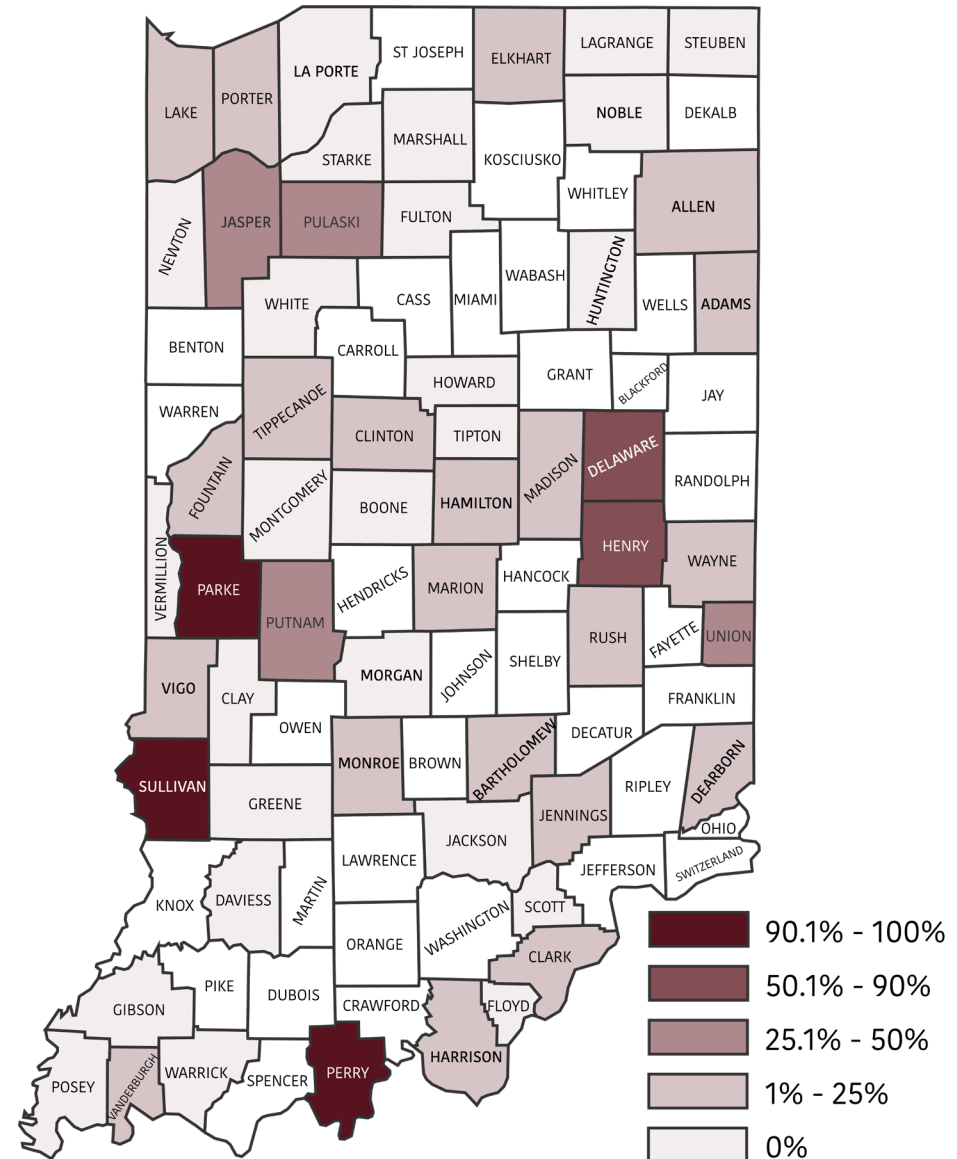 ST JOSEPH
ELKHART
LAGRANGE
STEUBEN
LA PORTE
LAKE
PORTER
NOBLE
DEKALB
MARSHALL
STARKE
KOSCIUSKO
WHITLEY
ALLEN
NEWTON
JASPER
PULASKI
FULTON
HUNTINGTON
WABASH
WHITE
CASS
MIAMI
WELLS
ADAMS
BENTON
CARROLL
GRANT
BLACKFORD
HOWARD
JAY
WARREN
TIPPECANOE
CLINTON
TIPTON
MADISON
DELAWARE
RANDOLPH
FOUNTAIN
MONTGOMERY
BOONE
HAMILTON
HENRY
WAYNE
VERMILLION
PARKE
HENDRICKS
MARION
HANCOCK
PUTNAM
RUSH
FAYETTE
UNION
VIGO
CLAY
MORGAN
JOHNSON
SHELBY
FRANKLIN
OWEN
DECATUR
MONROE
BROWN
BARTHOLOMEW
DEARBORN
SULLIVAN
GREENE
RIPLEY
JENNINGS
OHIO
JACKSON
LAWRENCE
JEFFERSON
SWITZERLAND
KNOX
DAVIESS
MARTIN
SCOTT
WASHINGTON
ORANGE
CLARK
90.1% - 100%
PIKE
DUBOIS
CRAWFORD
FLOYD
50.1% - 90%
GIBSON
25.1% - 50%
HARRISON
POSEY
VANDERBURGH
WARRICK
SPENCER
PERRY
1% - 25%
0%